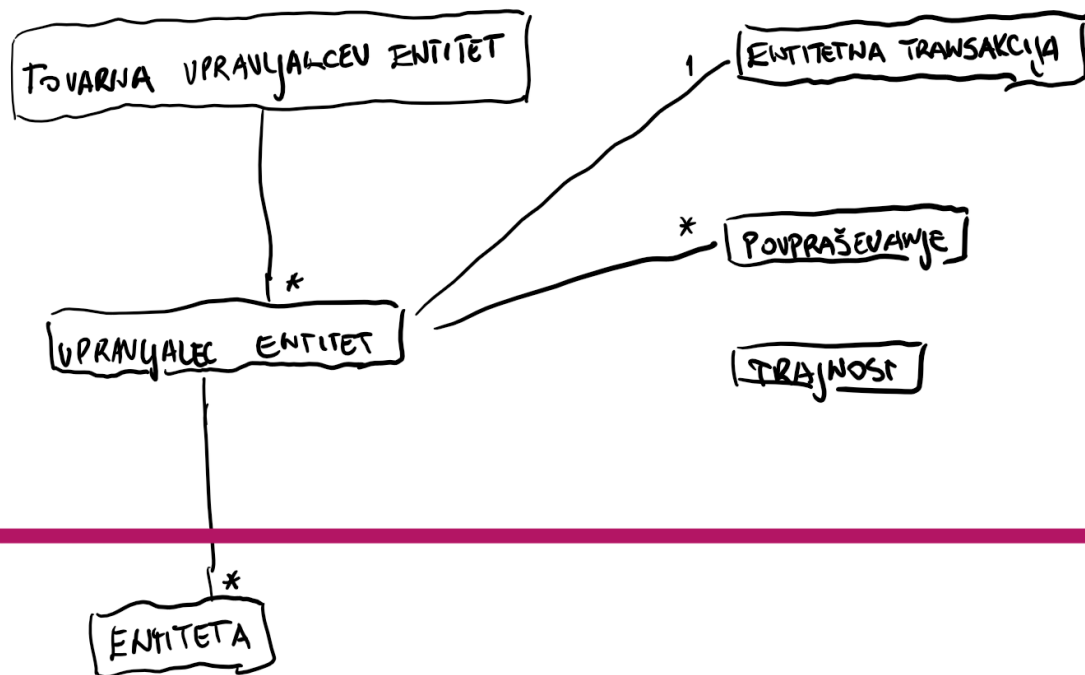 TOVARNA UPRAVLJALCEV ENTITET
1
ENTITETNA TRANSAKCIJA
*
POVPRAŠEVANJE
*
UPRAVLJALEC ENTITET
TRAJNOST
*
ENTITETA